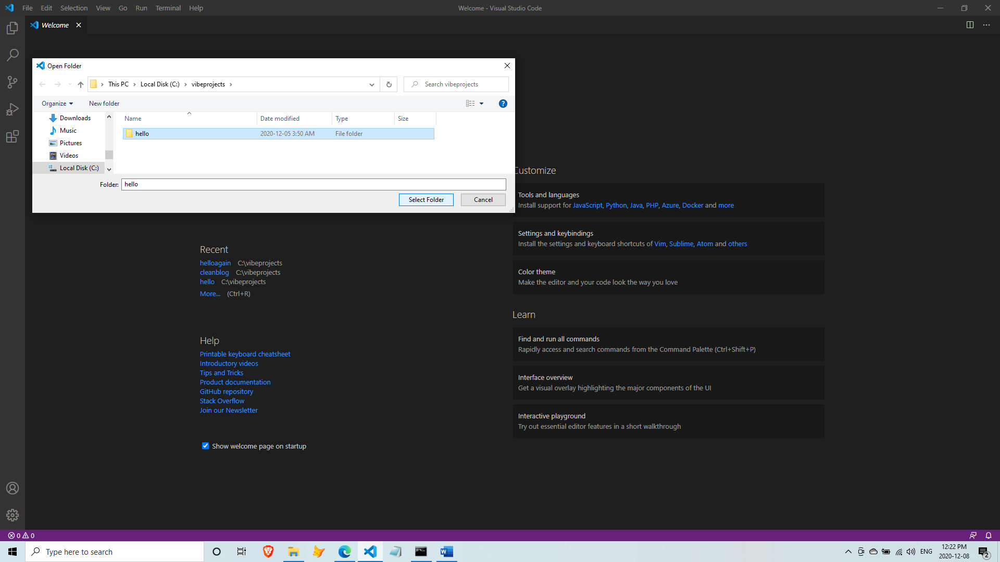 File Edit Selection View Go Run Terminal Help
Welcome - Visual Studio Code
Welcome
Open Folder
This PC > Local Disk (C:) > vibeprojects >
Search vibeprojects
Organize
New folder
Name Date modified Type Size
hello 2020-12-05 3:50 AM File folder
Downloads
Music
Pictures
Videos
Local Disk (C:)
Folder: hello
Select Folder
Cancel
Recent
helloagain C:\vibeprojects
cleanblog C:\vibeprojects
hello C:\vibeprojects
More... (Ctrl+R)
Help
Printable keyboard cheatsheet
Introductory videos
Tips and Tricks
Product documentation
GitHub repository
Stack Overflow
Join our Newsletter
Show welcome page on startup
Customize
Tools and languages
Install support for JavaScript, Python, Java, PHP, Azure, Docker and more
Settings and keybindings
Install the settings and keyboard shortcuts of Vim, Sublime, Atom and others
Color theme
Make the editor and your code look the way you love
Learn
Find and run all commands
Rapidly access and search commands from the Command Palette (Ctrl+Shift+P)
Interface overview
Get a visual overlay highlighting the major components of the UI
Interactive playground
Try out essential editor features in a short walkthrough
0 0
Type here to search
ENG
12:22 PM
2020-12-08
2